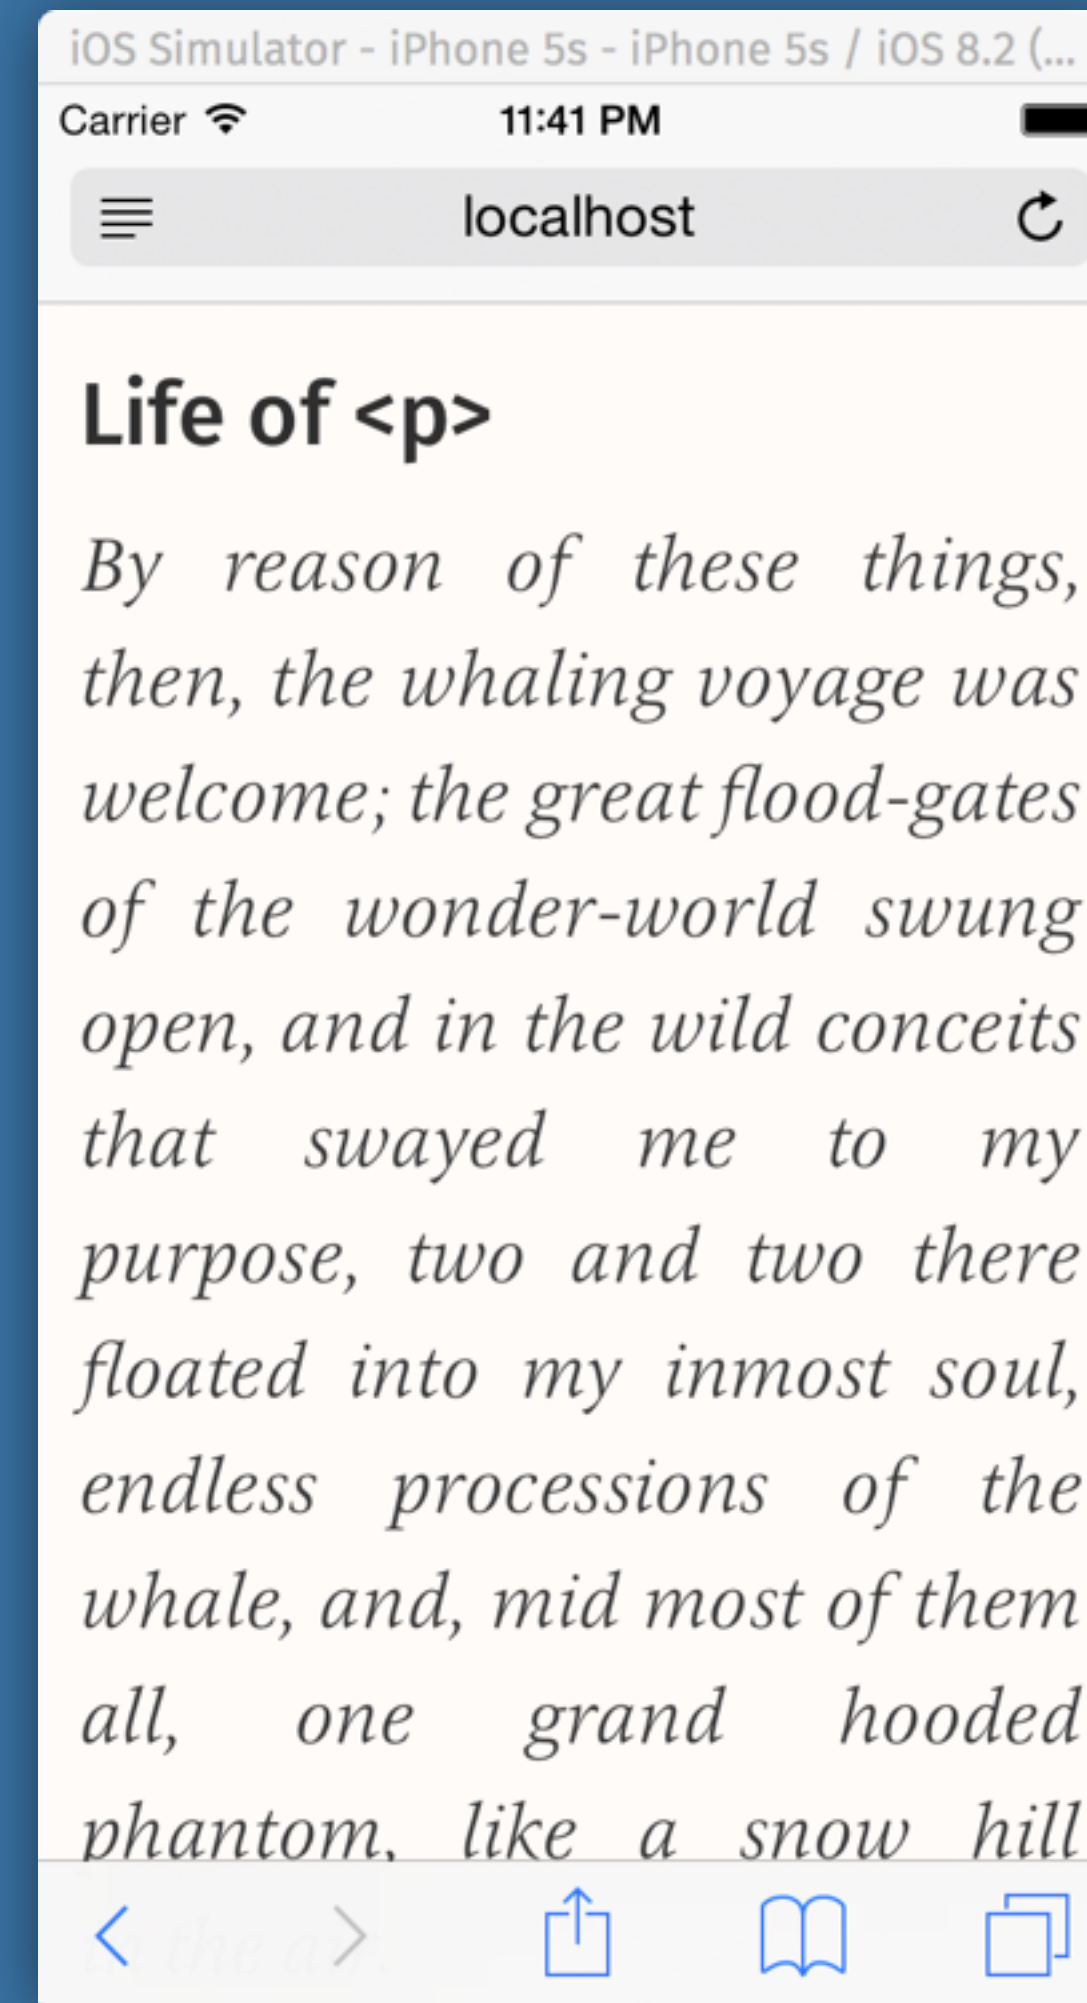 iOS Simulator - iPhone 5s - iPhone 5s / iOS 8.2 (...
Carrier 11:41 PM
localhost
Life of <p>
By reason of these things,
then, the whaling voyage was
welcome; the great flood-gates
of the wonder-world swung
open, and in the wild conceits
that swayed me to my
purpose, two and two there
floated into my inmost soul,
endless processions of the
whale, and, mid most of them
all, one grand hooded
phantom, like a snow hill
in the air.